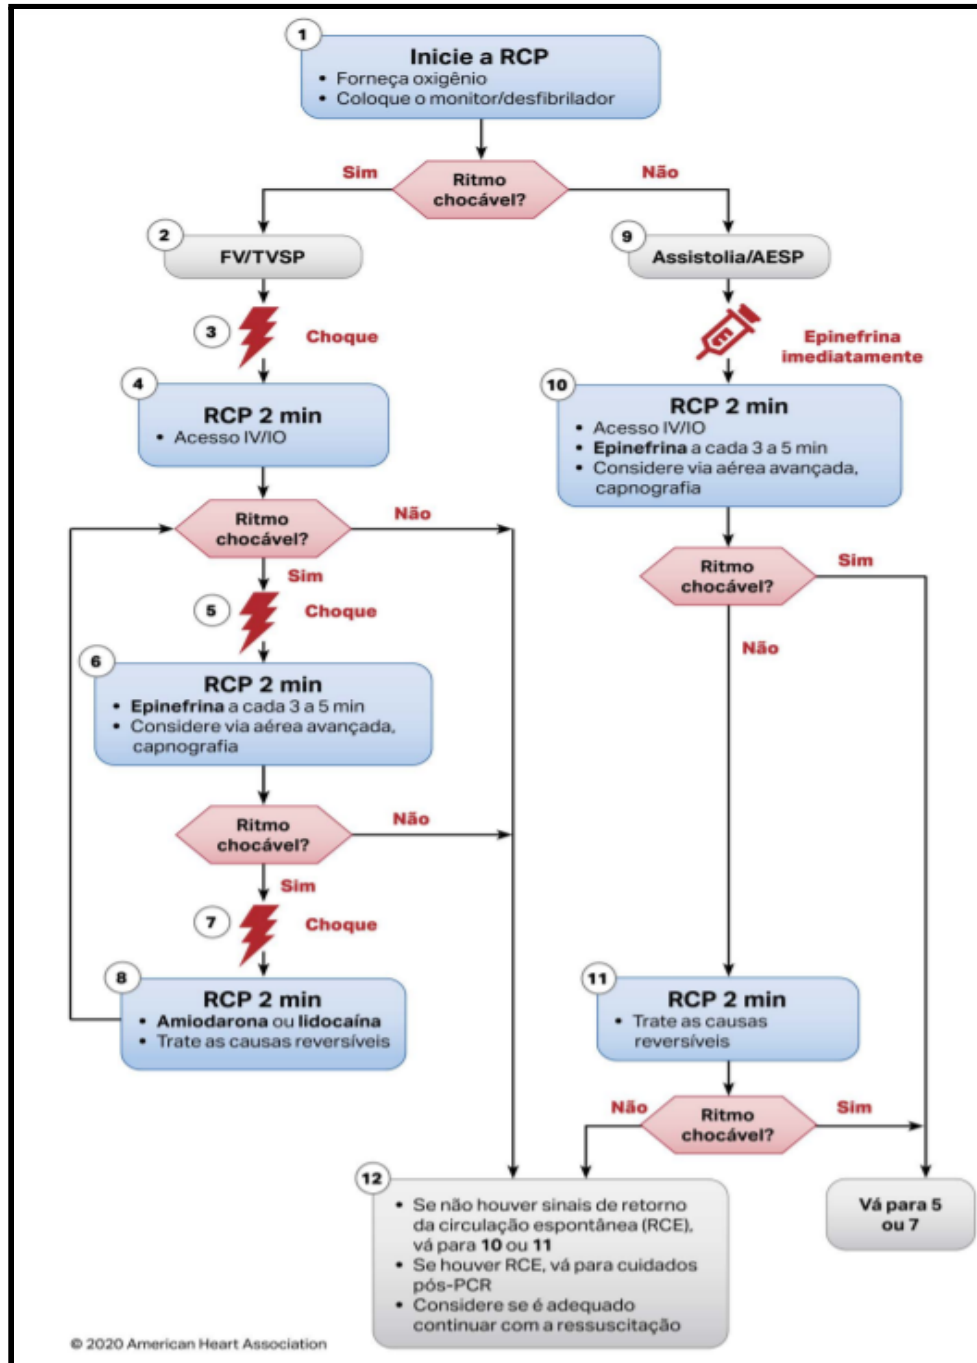 1
Inicie a RCP
• Forneça oxigênio
• Coloque o monitor/desfibrilador
Sim
Ritmo
chocável?
Não
2
FV/TVSP
9
Assistolia/AESP
3
Choque
Epinefrina
imediatamente
4
RCP 2 min
• Acesso IV/IO
10
RCP 2 min
• Acesso IV/IO
• Epinefrina a cada 3 a 5 min
• Considere via aérea avançada,
capnografia
Ritmo
chocável?
Não
Sim
Ritmo
chocável?
Sim
Não
5
Choque
6
RCP 2 min
• Epinefrina a cada 3 a 5 min
• Considere via aérea avançada,
capnografia
Ritmo
chocável?
Não
Sim
7
Choque
8
RCP 2 min
• Amiodarona ou lidocaína
• Trate as causas reversíveis
11
RCP 2 min
• Trate as causas
reversíveis
Não
Ritmo
chocável?
Sim
12
• Se não houver sinais de retorno
da circulação espontânea (RCE),
vá para 10 ou 11
• Se houver RCE, vá para cuidados
pós-PCR
• Considere se é adequado
continuar com a ressuscitação
Vá para 5
ou 7
© 2020 American Heart Association